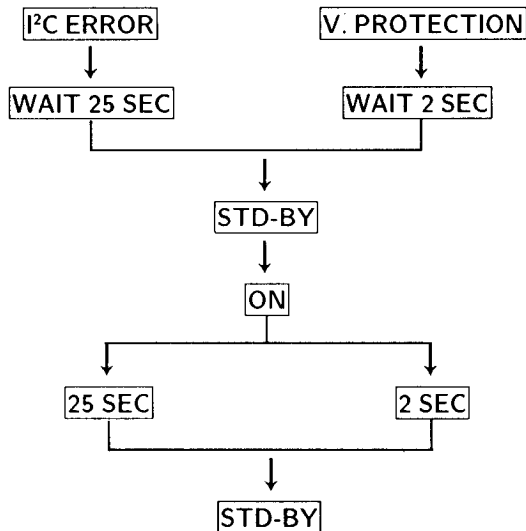 I²C ERROR
V. PROTECTION
WAIT 25 SEC
WAIT 2 SEC
STD-BY
ON
25 SEC
2 SEC
STD-BY